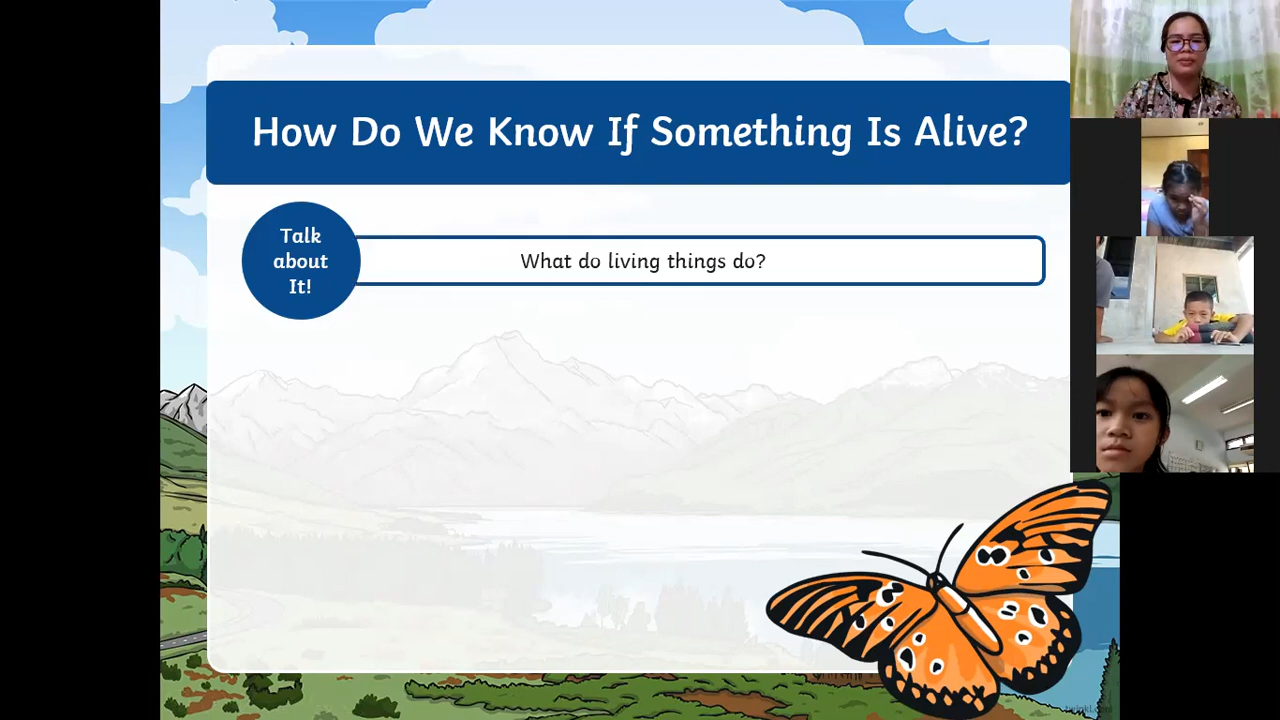 How Do We Know If Something Is Alive?
Talk
about
It!
What do living things do?